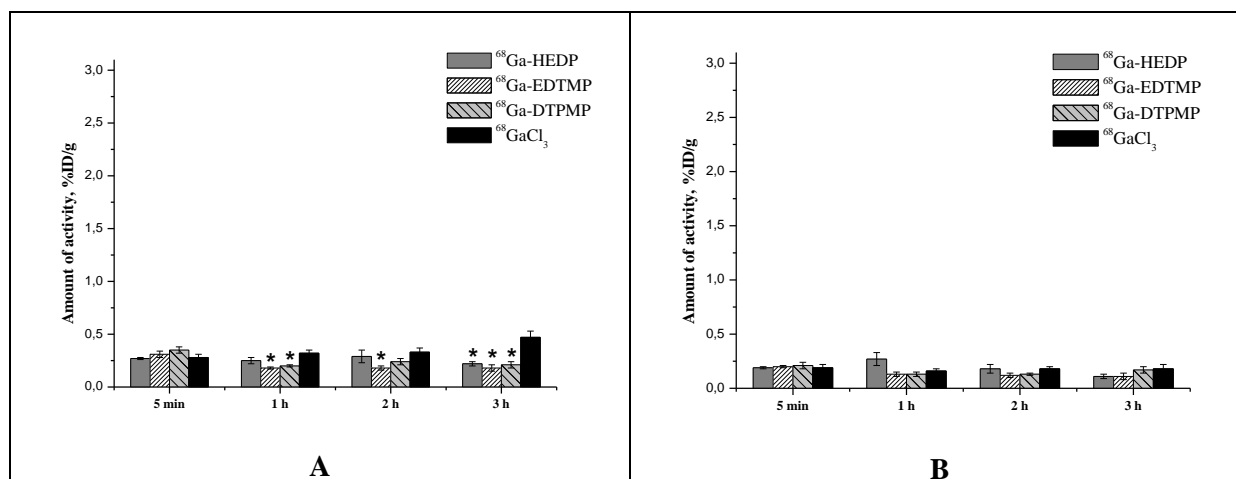 ⁶⁸Ga-HEDP
⁶⁸Ga-EDTMP
⁶⁸Ga-DTPMP
⁶⁸GaCl₃
Amount of activity, %ID/g
3,0
2,5
2,0
1,5
1,0
0,5
0,0
* * * * * *
5 min 1 h 2 h 3 h
A
⁶⁸Ga-HEDP
⁶⁸Ga-EDTMP
⁶⁸Ga-DTPMP
⁶⁸GaCl₃
Amount of activity, %ID/g
3,0
2,5
2,0
1,5
1,0
0,5
0,0
5 min 1 h 2 h 3 h
B